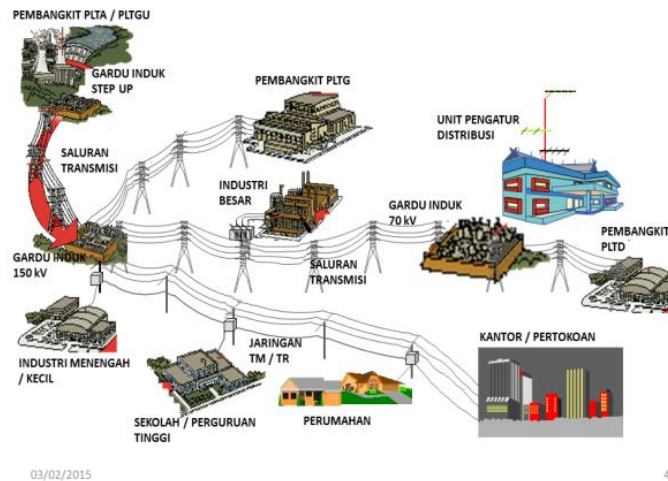 PEMBANGKIT PLTA / PLTGU
GARDU INDUK
STEP UP
PEMBANGKIT PLTG
UNIT PENGATUR
DISTRIBUSI
SALURAN
TRANSMISI
INDUSTRI
BESAR
GARDU INDUK
70 kV
PEMBANGKIT
PLTD
GARDU INDUK
150 kV
SALURAN
TRANSMISI
INDUSTRI MENENGAH
/ KECIL
JARINGAN
TM / TR
KANTOR / PERTOKOAN
SEKOLAH / PERGURUAN
TINGGI
PERUMAHAN
03/02/2015
4